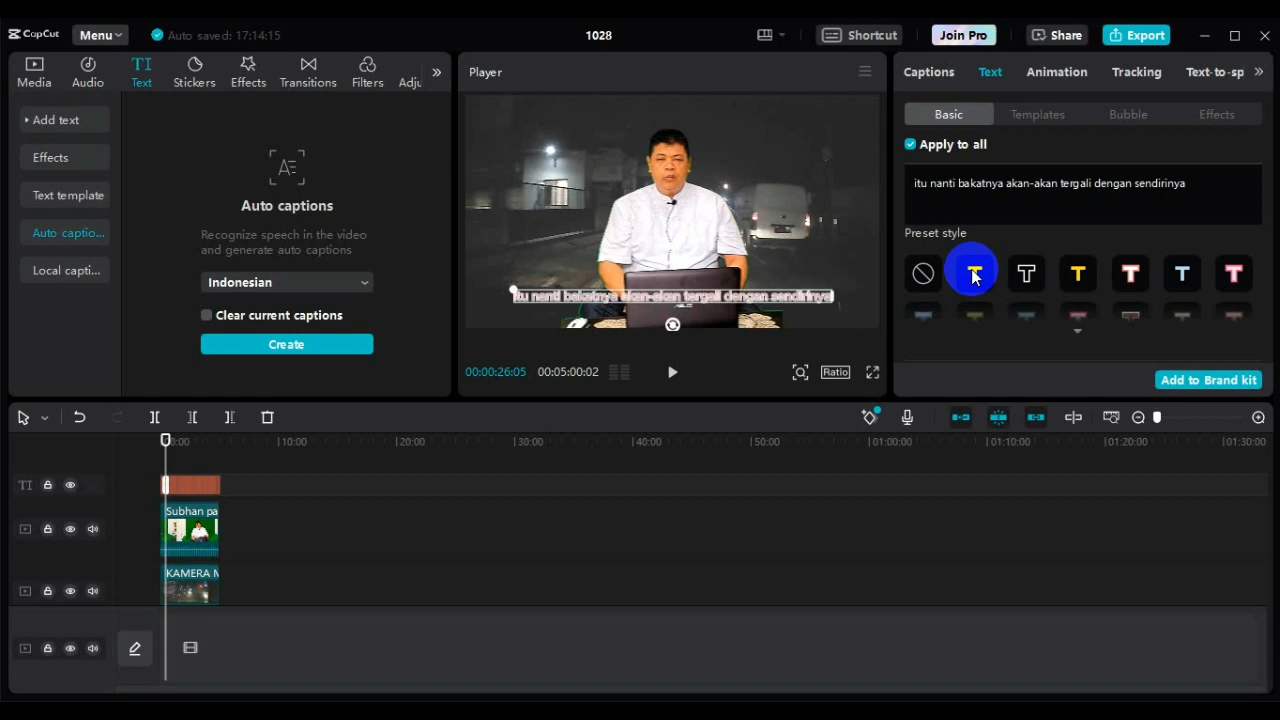 CapCut
Menu
Auto saved: 17:14:15
1028
Shortcut
Join Pro
Share
Export
Media
Audio
TI
Text
Stickers
Effects
Transitions
Filters
Adju
Add text
Effects
Text template
Auto captio...
Local capti...
Auto captions
Recognize speech in the video
and generate auto captions
Indonesian
Clear current captions
Create
Player
itu nanti bakatnya akan-akan tergali dengan sendirinya
00:00:26:05
00:05:00:02
Ratio
Captions
Text
Animation
Tracking
Text-to-sp
Basic
Templates
Bubble
Effects
Apply to all
itu nanti bakatnya akan-akan tergali dengan sendirinya
Preset style
T T T T T T
Add to Brand kit
00:00
10:00
20:00
30:00
40:00
50:00
01:00:00
01:10:00
01:20:00
01:30:00
TI
Subhan pa
KAMERA M